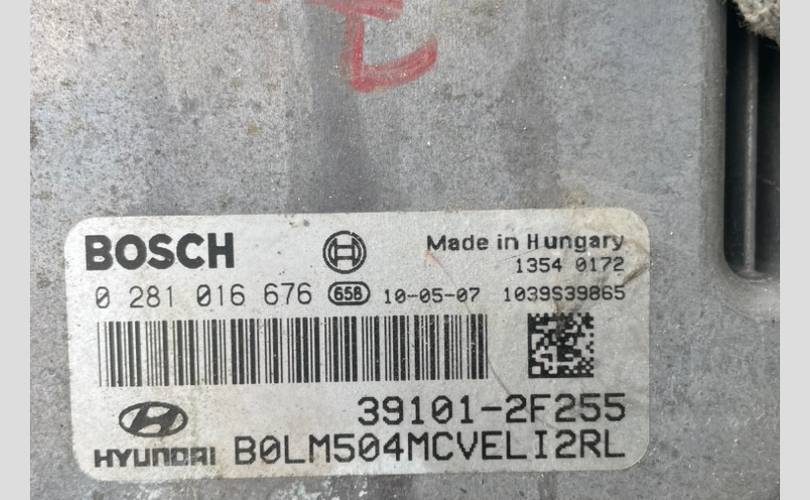 BOSCH
Made in Hungary
1354 0172
0 281 016 676 658 10-05-07 1039S39865
39101-2F255
HYUNDAI B0LM504MCVELI2RL